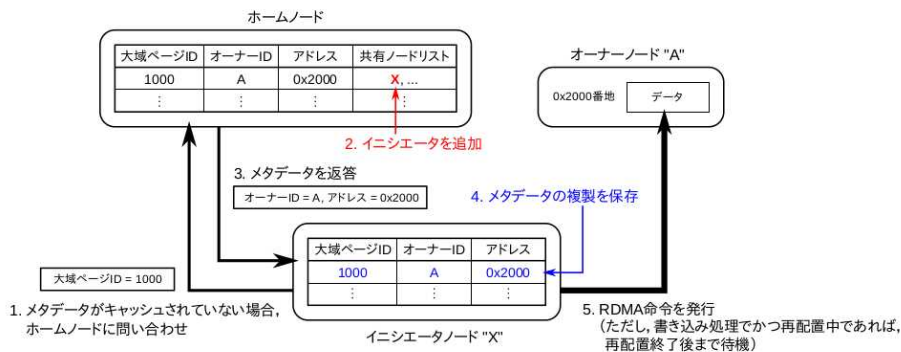 ホームノード
大域ページID オーナーID アドレス 共有ノードリスト
1000 A 0x2000 X, ...
⋮ ⋮ ⋮ ⋮
オーナーノード "A"
0x2000番地 データ
2. イニシエータを追加
3. メタデータを返答
オーナーID = A, アドレス = 0x2000
4. メタデータの複製を保存
大域ページID オーナーID アドレス
1000 A 0x2000
⋮ ⋮ ⋮
大域ページID = 1000
1. メタデータがキャッシュされていない場合,
ホームノードに問い合わせ
イニシエータノード "X"
5. RDMA命令を発行
(ただし, 書き込み処理でかつ再配置中であれば,
再配置終了後まで待機)